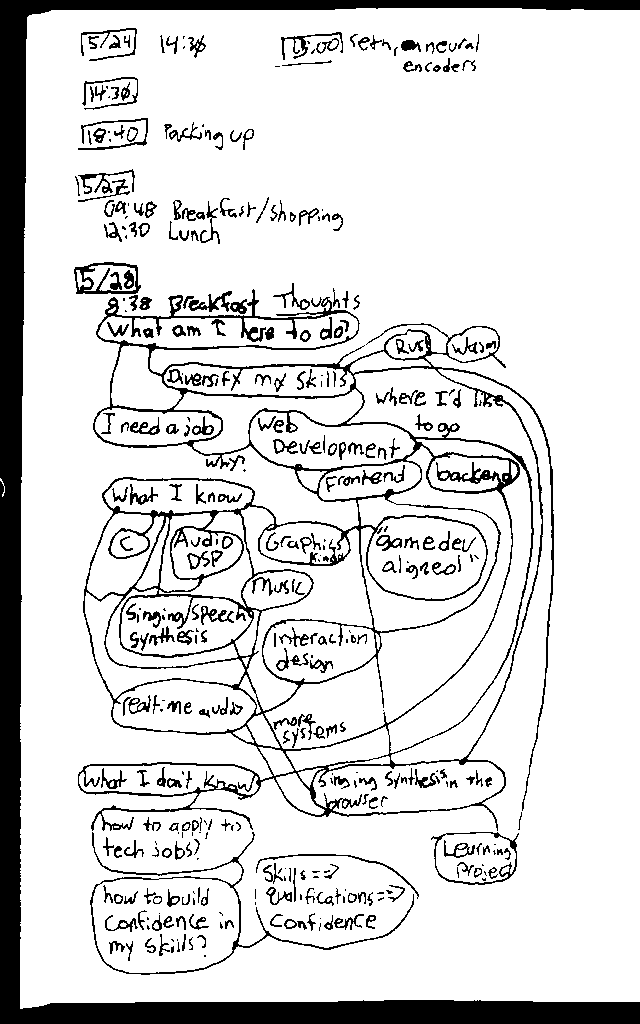 5/24 14:30
15:00 Seth, on neural
encoders
14:30
18:40 Packing up
5/27
09:48 Breakfast/Shopping
12:30 Lunch
5/28
8:38 Breakfast Thoughts
What am I here to do?
Rust
Wasm
Diversify my Skills
where I'd like
to go
I need a job
Web
Development
why?
Frontend
backend
What I know
C
Audio
DSP
Graphics
kinda
"gamedev
aligned"
Music
Singing/Speech
Synthesis
Interaction
design
realtime audio
more
systems
What I don't know
Singing Synthesis in the
browser
how to apply to
tech jobs?
Learning
Project
how to build
Confidence in
my skills?
Skills ==>
qualifications ==>
Confidence